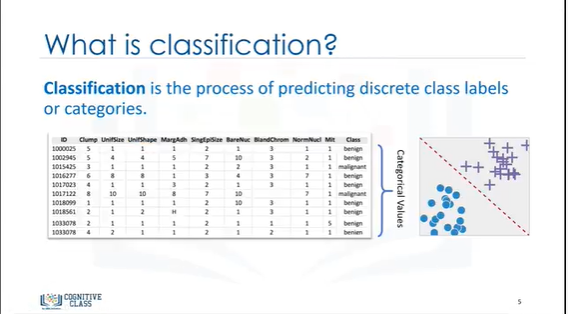 What is classification?
Classification is the process of predicting discrete class labels
or categories.
ID Clump UnifSize UnifShape MargAdh SingEpiSize BareNuc BlandChrom NormNucl Mit Class
1000025 5 1 1 1 2 1 3 1 1 benign
1002945 5 4 4 5 7 10 3 2 1 benign
1015425 3 1 1 1 2 2 3 1 1 malignant
1016277 6 8 8 1 3 4 3 7 1 benign
1017023 4 1 1 3 2 1 3 1 1 benign
1017122 8 10 10 8 7 10 7 1 malignant
1018099 1 1 1 1 2 10 3 1 1 benign
1018561 2 1 2 H 2 1 3 1 1 benign
1033078 2 1 1 1 2 1 1 1 5 benign
1033078 4 2 1 1 2 1 2 1 1 benign
Categorical Values
COGNITIVE
CLASS
5